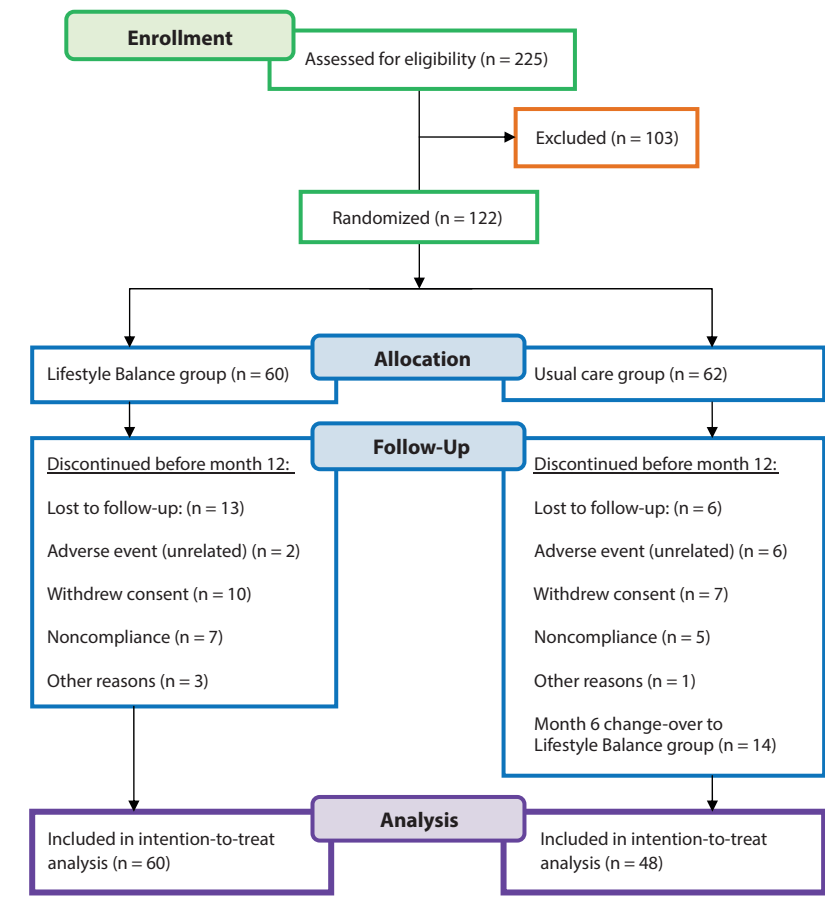 Enrollment
Assessed for eligibility (n = 225)
Excluded (n = 103)
Randomized (n = 122)
Allocation
Lifestyle Balance group (n = 60)
Usual care group (n = 62)
Follow-Up
Discontinued before month 12:
Lost to follow-up: (n = 13)
Adverse event (unrelated) (n = 2)
Withdrew consent (n = 10)
Noncompliance (n = 7)
Other reasons (n = 3)
Discontinued before month 12:
Lost to follow-up: (n = 6)
Adverse event (unrelated) (n = 6)
Withdrew consent (n = 7)
Noncompliance (n = 5)
Other reasons (n = 1)
Month 6 change-over to
Lifestyle Balance group (n = 14)
Analysis
Included in intention-to-treat
analysis (n = 60)
Included in intention-to-treat
analysis (n = 48)